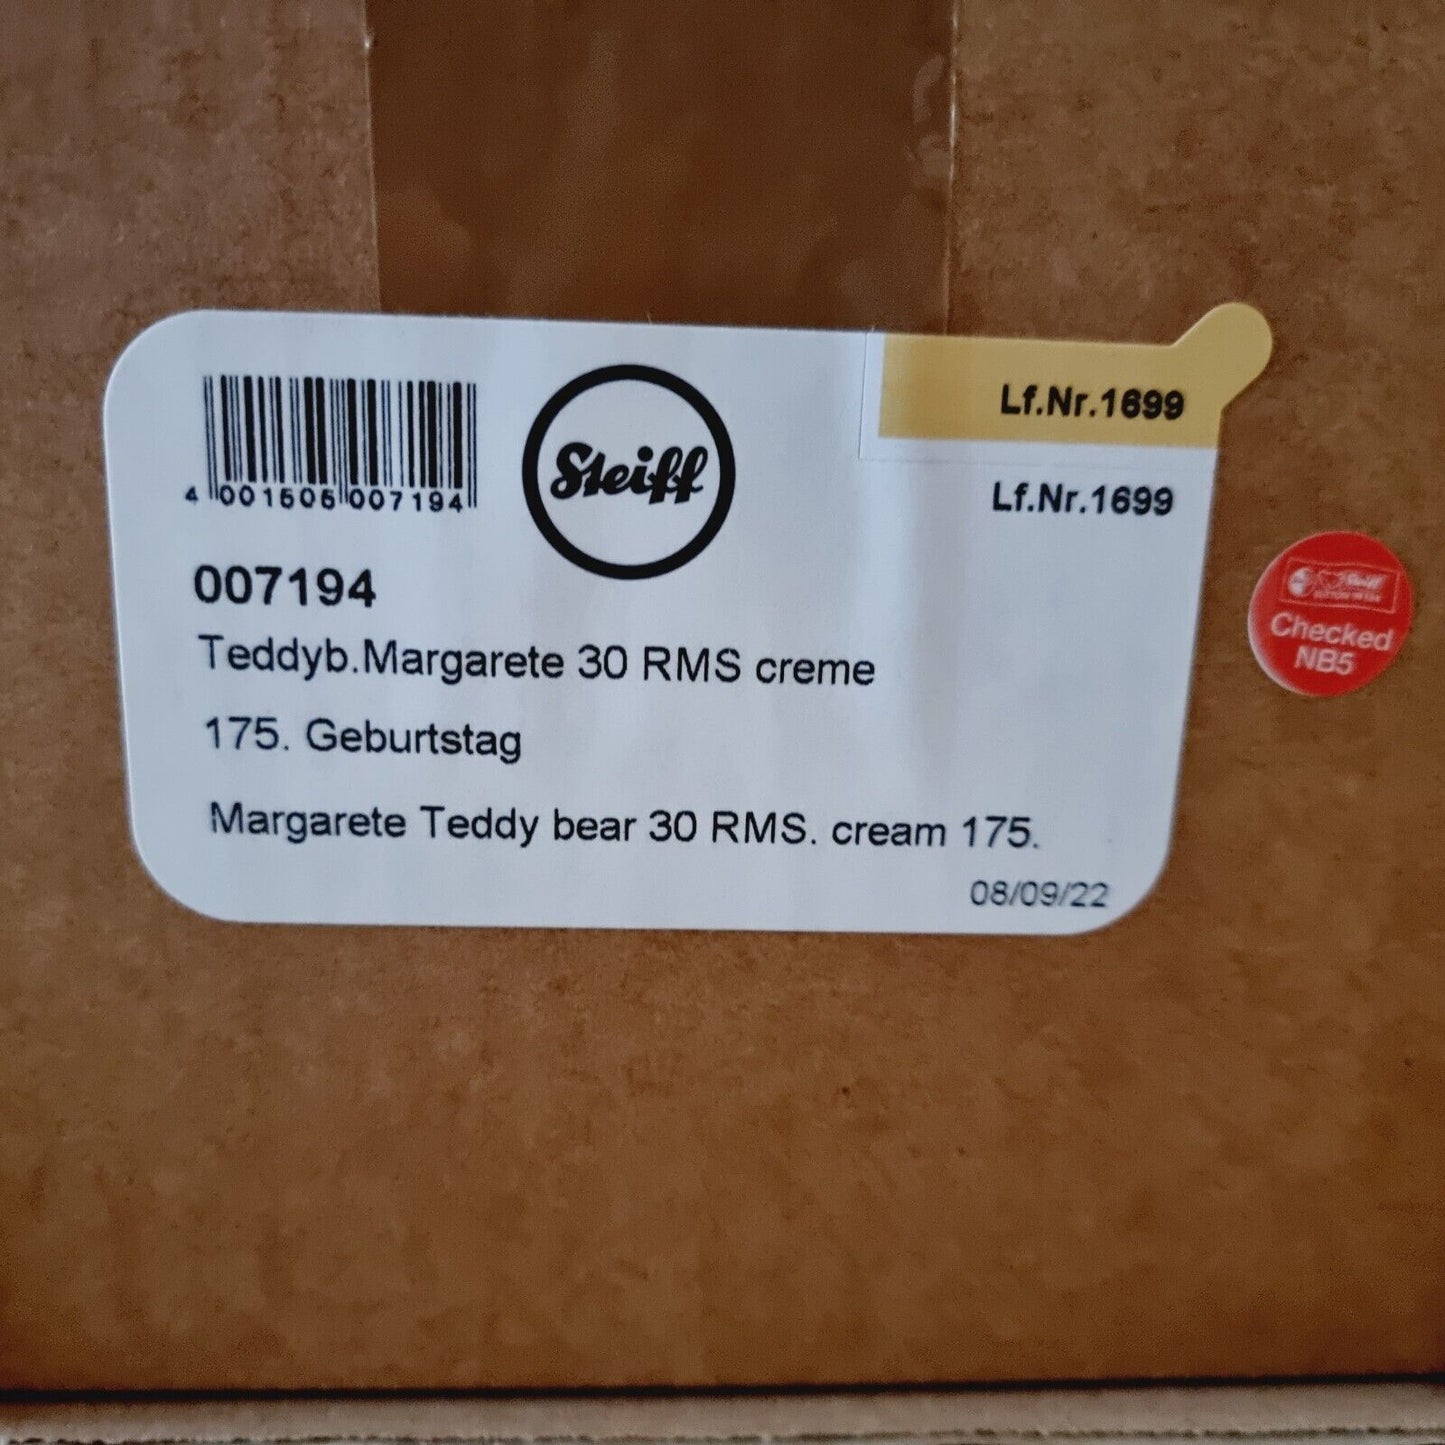 4 001505 007194
Steiff
Lf.Nr.1699
Lf.Nr.1699
007194
Teddyb.Margarete 30 RMS creme
175. Geburtstag
Margarete Teddy bear 30 RMS. cream 175.
08/09/22
Steiff
Checked
NB5